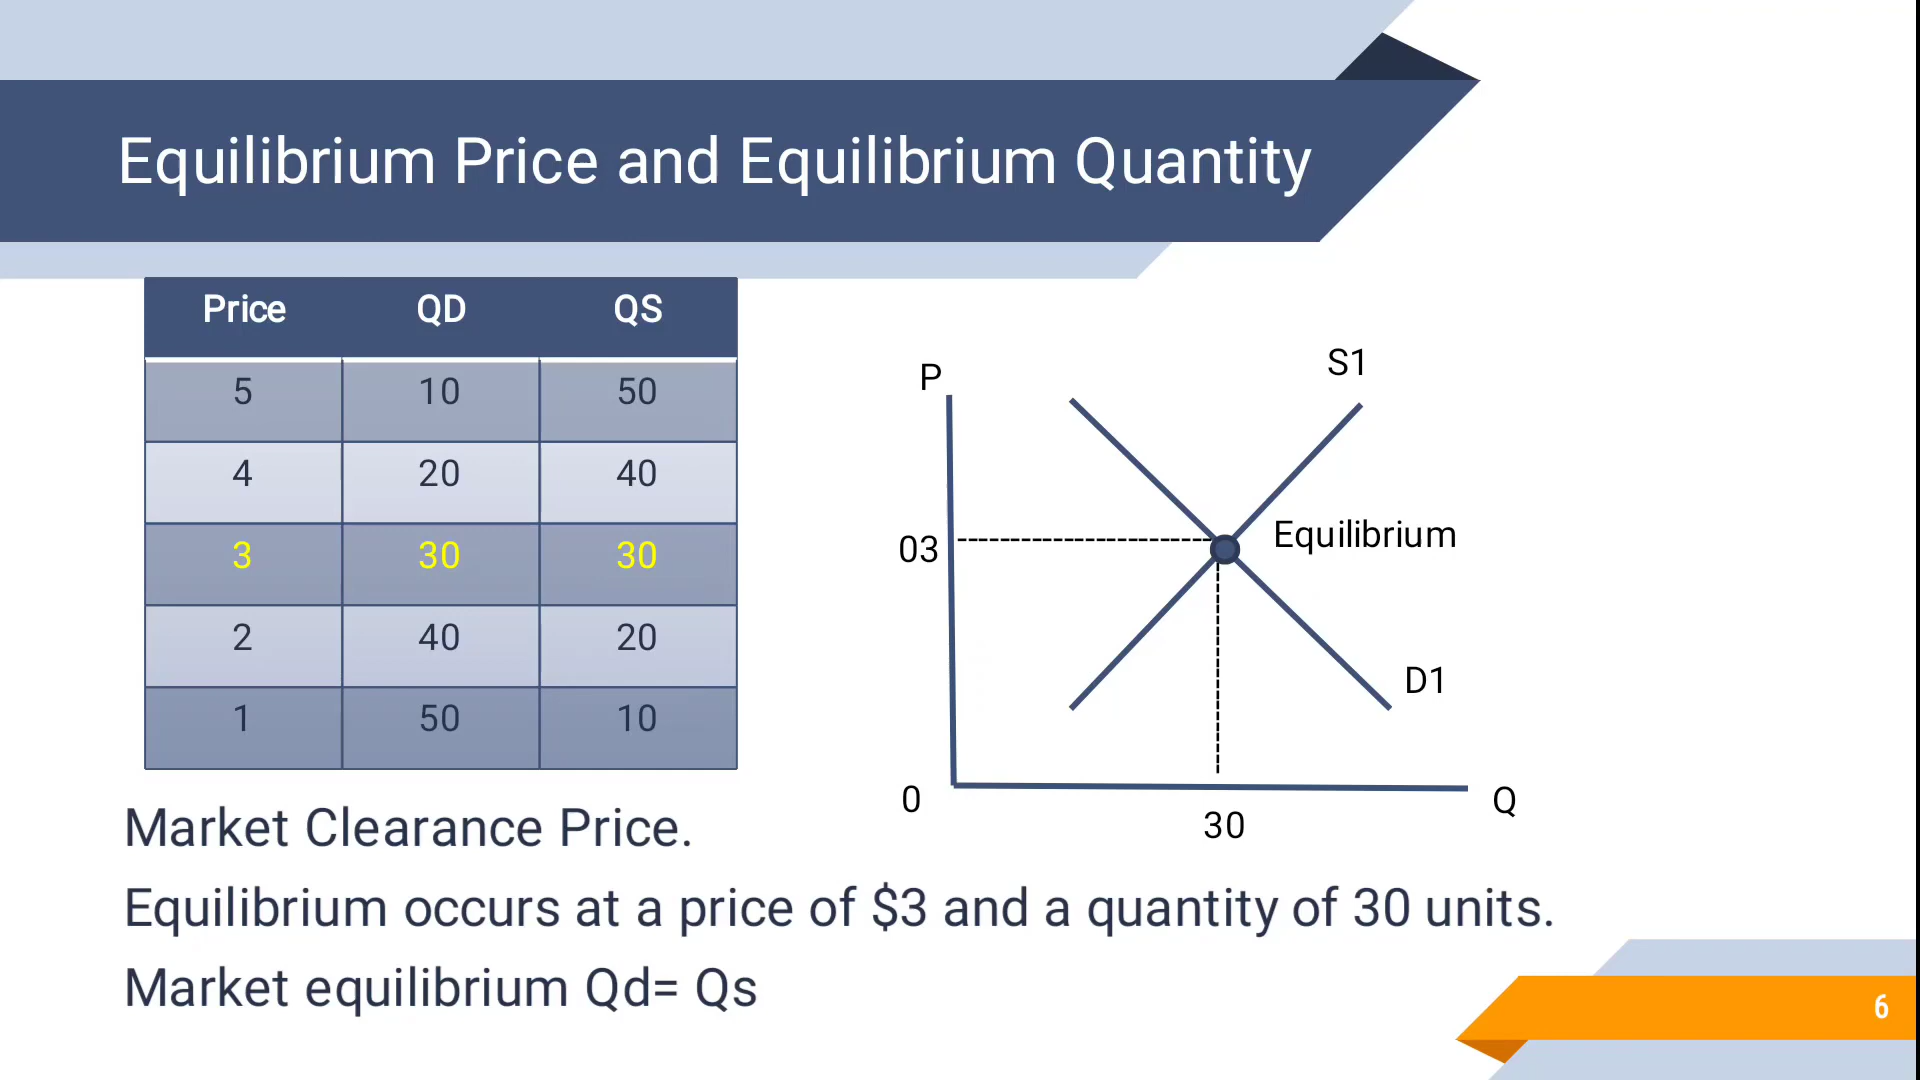 Equilibrium Price and Equilibrium Quantity
Price QD QS
5 10 50
4 20 40
3 30 30
2 40 20
1 50 10
P
S1
03
Equilibrium
D1
0
30
Q
Market Clearance Price.
Equilibrium occurs at a price of $3 and a quantity of 30 units.
Market equilibrium Qd= Qs
6